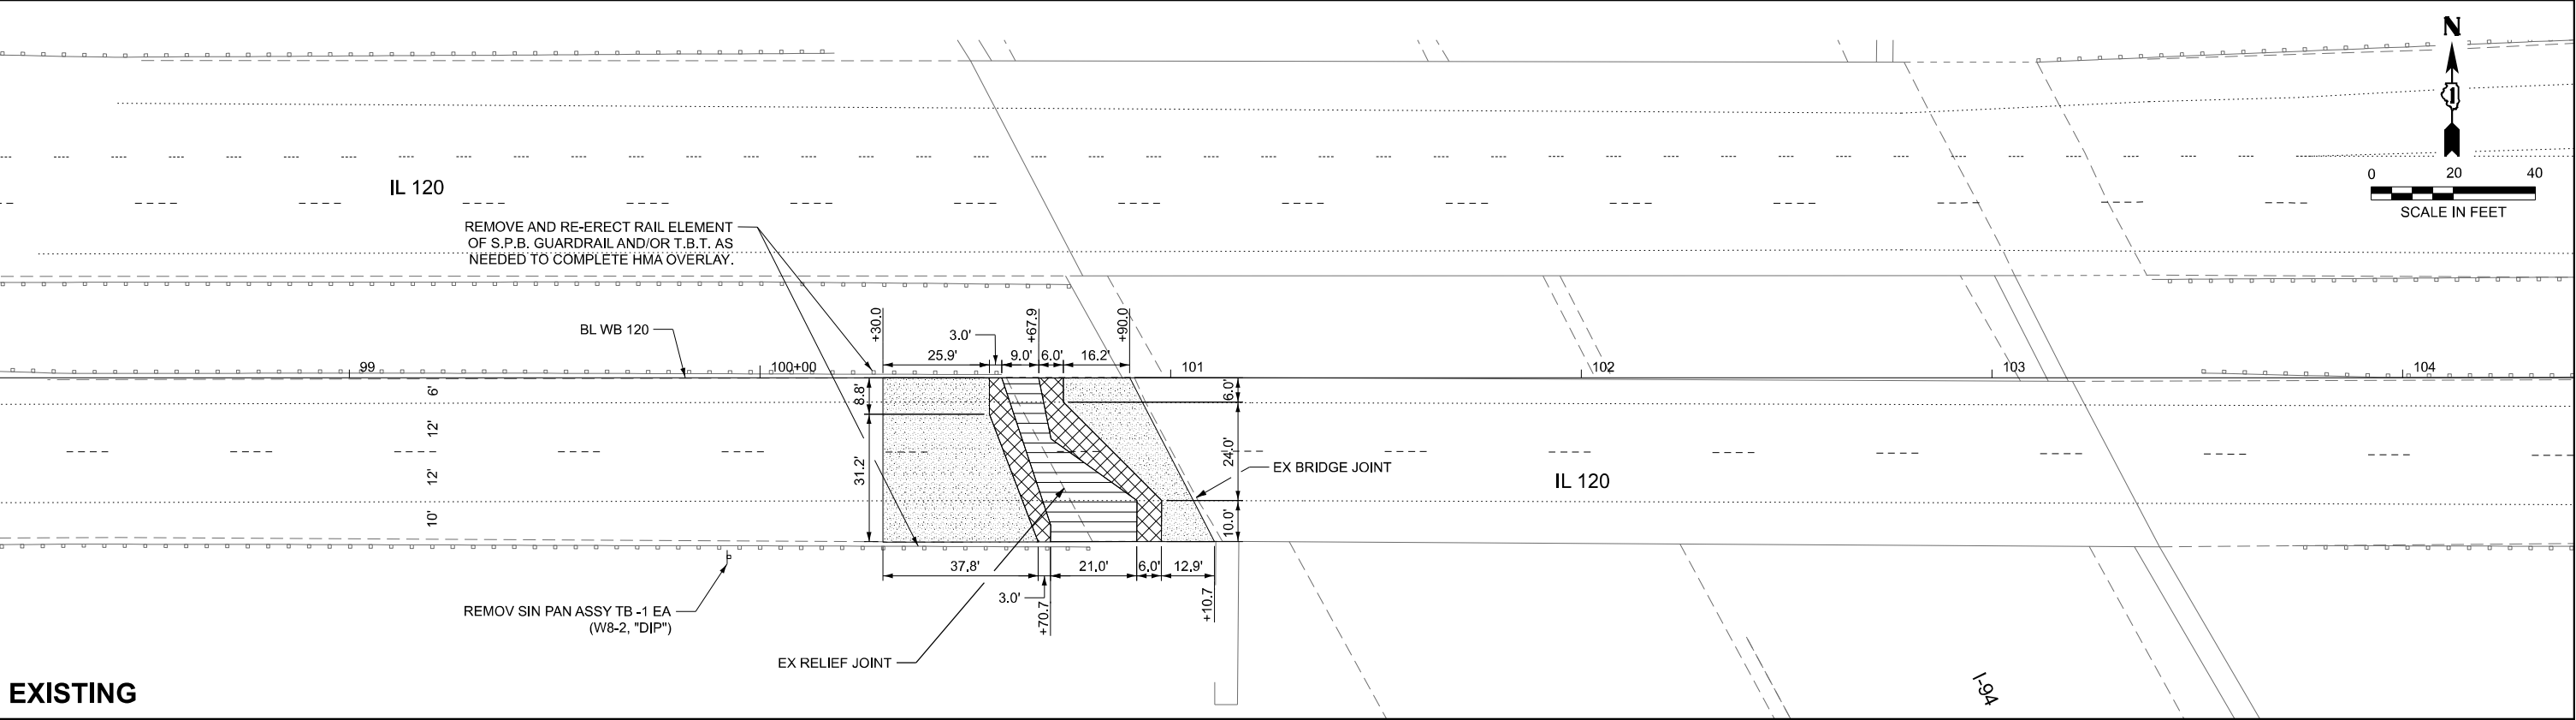 N
1
0 20 40
SCALE IN FEET
IL 120
REMOVE AND RE-ERECT RAIL ELEMENT
OF S.P.B. GUARDRAIL AND/OR T.B.T. AS
NEEDED TO COMPLETE HMA OVERLAY.
BL WB 120
+30.0
3.0'
+67.9
+90.0
25.9'
9.0'
6.0'
16.2'
99
100+00
101
102
103
104
6'
12'
12'
10'
8.8'
31.2'
6.0'
24.0'
10.0'
EX BRIDGE JOINT
IL 120
37.8'
3.0'
21.0'
6.0'
12.9'
+70.7
+10.7
REMOV SIN PAN ASSY TB -1 EA
(W8-2, "DIP")
EX RELIEF JOINT
I-94
EXISTING